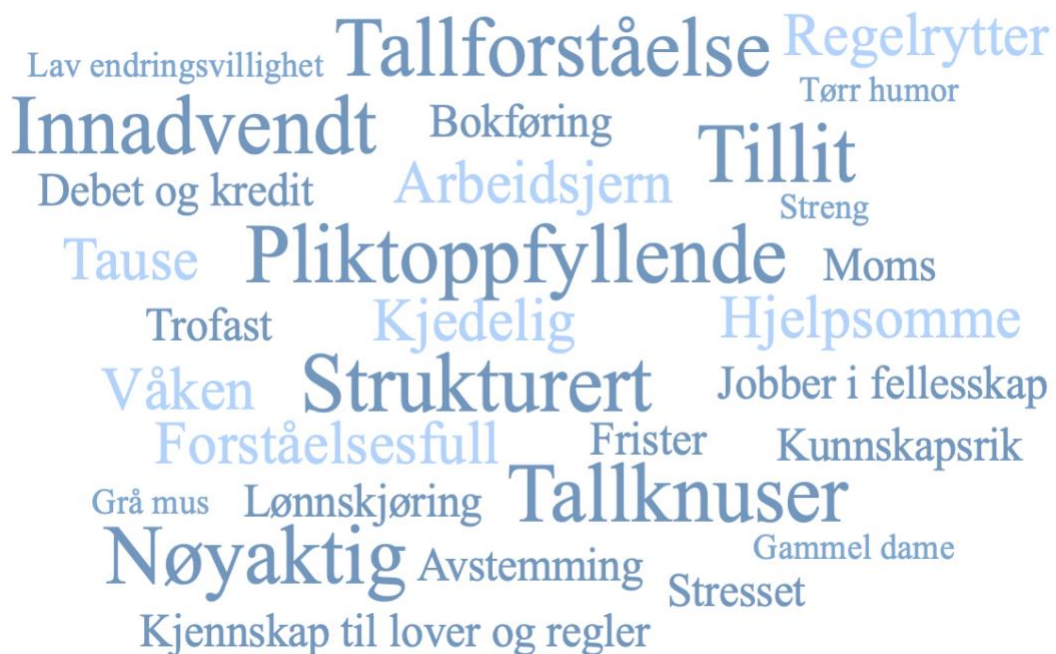 Tallforståelse
Regelrytter
Lav endringsvillighet
Tørr humor
Innadvendt
Bokføring
Tillit
Debet og kredit
Arbeidsjern
Streng
Tause
Pliktoppfyllende
Moms
Trofast
Kjedelig
Hjelpsomme
Våken
Strukturert
Jobber i fellesskap
Forståelsesfull
Frister
Kunnskapsrik
Grå mus
Lønnskjøring
Tallknuser
Nøyaktig
Avstemming
Gammel dame
Stresset
Kjennskap til lover og regler